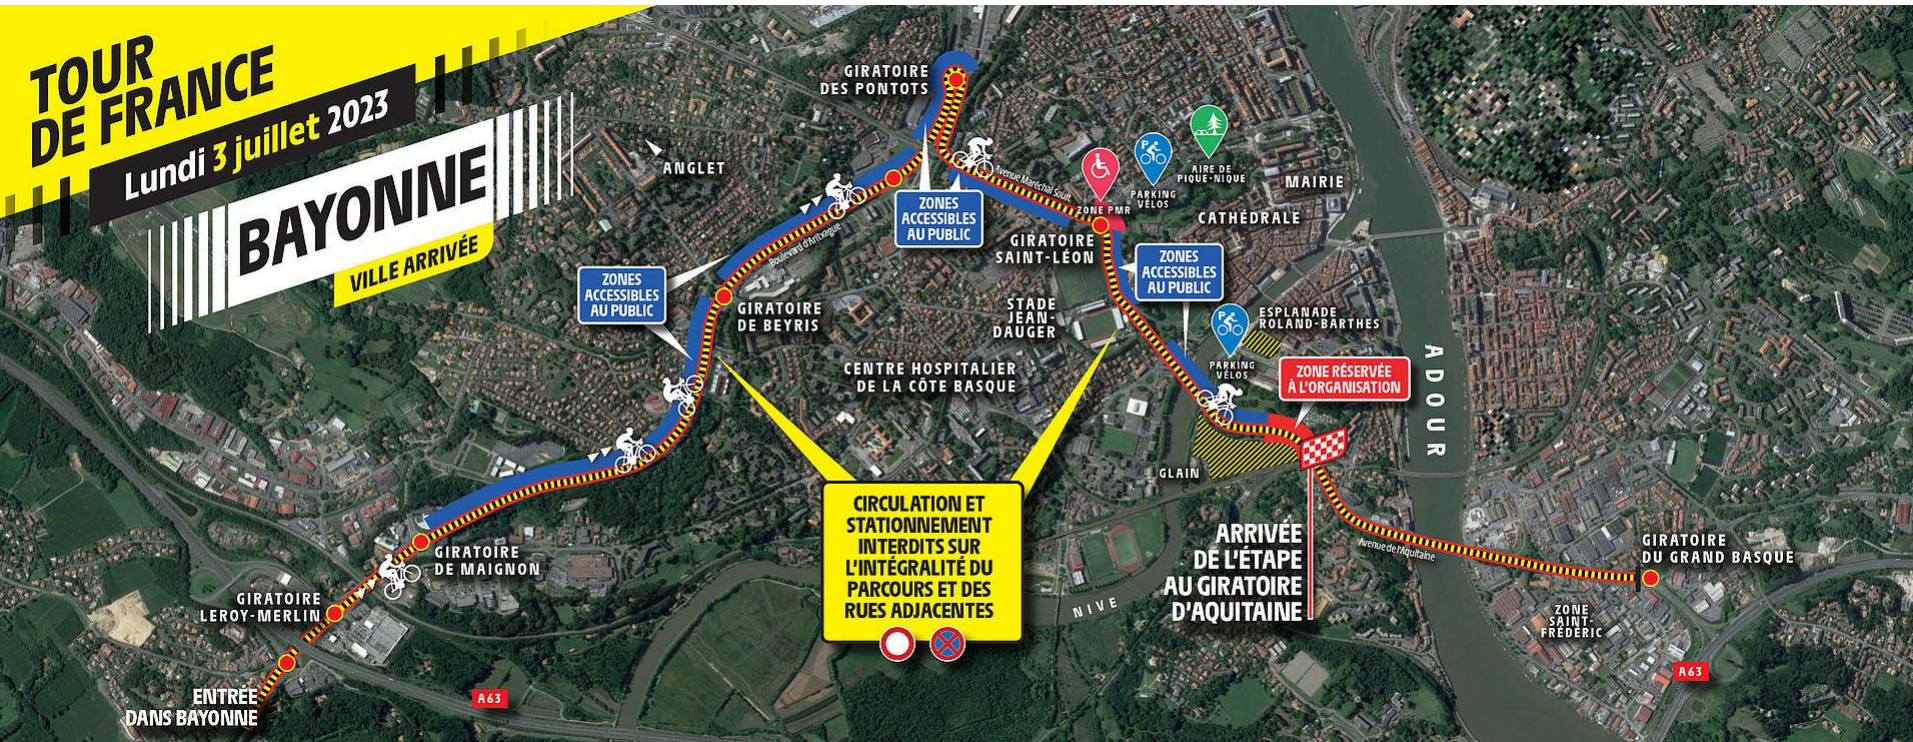 TOUR
DE FRANCE
Lundi 3 juillet 2023
BAYONNE
VILLE ARRIVÉE
GIRATOIRE
DES PONTOTS
ANGLET
ZONES
ACCESSIBLES
AU PUBLIC
Avenue Maréchal Soult
ZONE PMR
P
PARKING
VÉLOS
AIRE DE
PIQUE-NIQUE
MAIRIE
CATHÉDRALE
Boulevard d'Aritxague
GIRATOIRE
SAINT-LÉON
ZONES
ACCESSIBLES
AU PUBLIC
ZONES
ACCESSIBLES
AU PUBLIC
GIRATOIRE
DE BEYRIS
STADE
JEAN-
DAUGER
P
PARKING
VÉLOS
ESPLANADE
ROLAND-BARTHES
CENTRE HOSPITALIER
DE LA CÔTE BASQUE
ZONE RÉSERVÉE
À L'ORGANISATION
ADOUR
GLAIN
CIRCULATION ET
STATIONNEMENT
INTERDITS SUR
L'INTÉGRALITÉ DU
PARCOURS ET DES
RUES ADJACENTES
ARRIVÉE
DE L'ÉTAPE
AU GIRATOIRE
D'AQUITAINE
Avenue de l'Aquitaine
GIRATOIRE
DU GRAND BASQUE
GIRATOIRE
DE MAIGNON
GIRATOIRE
LEROY-MERLIN
NIVE
ZONE
SAINT-
FRÉDÉRIC
ENTRÉE
DANS BAYONNE
A63
A63